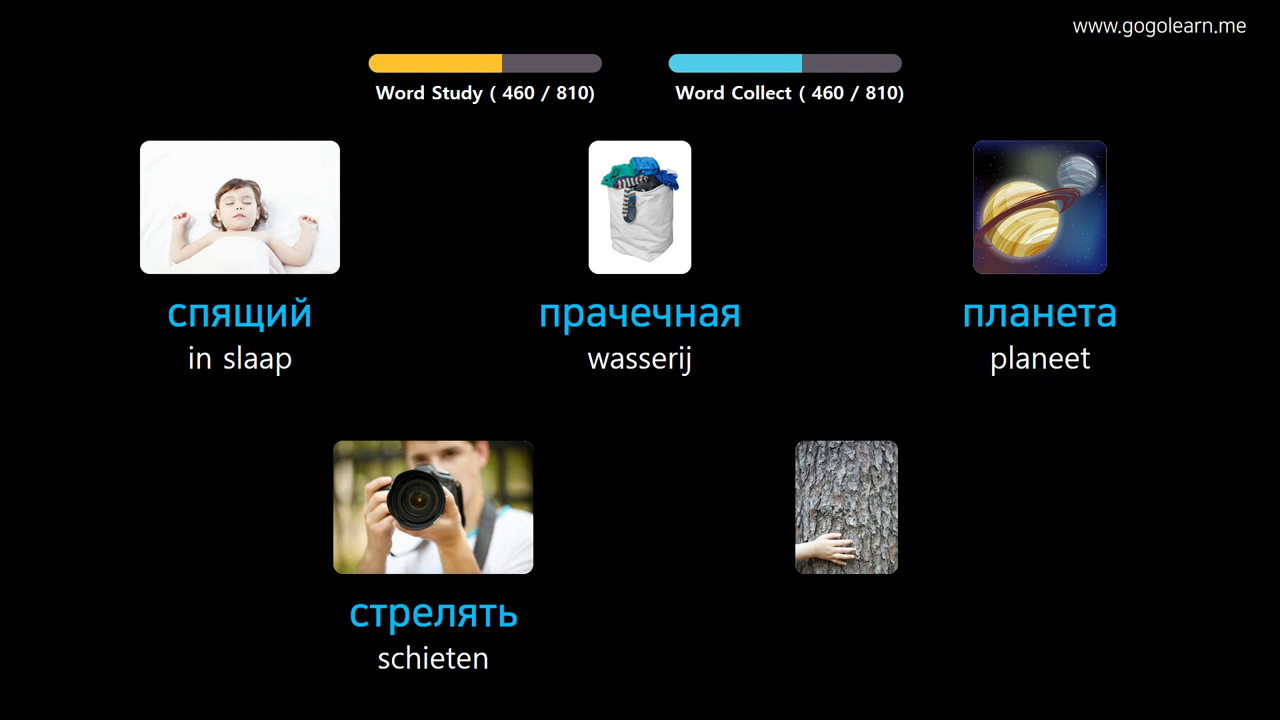 www.gogolearn.me
Word Study ( 460 / 810)
Word Collect ( 460 / 810)
спящий
in slaap
прачечная
wasserij
планета
planeet
стрелять
schieten